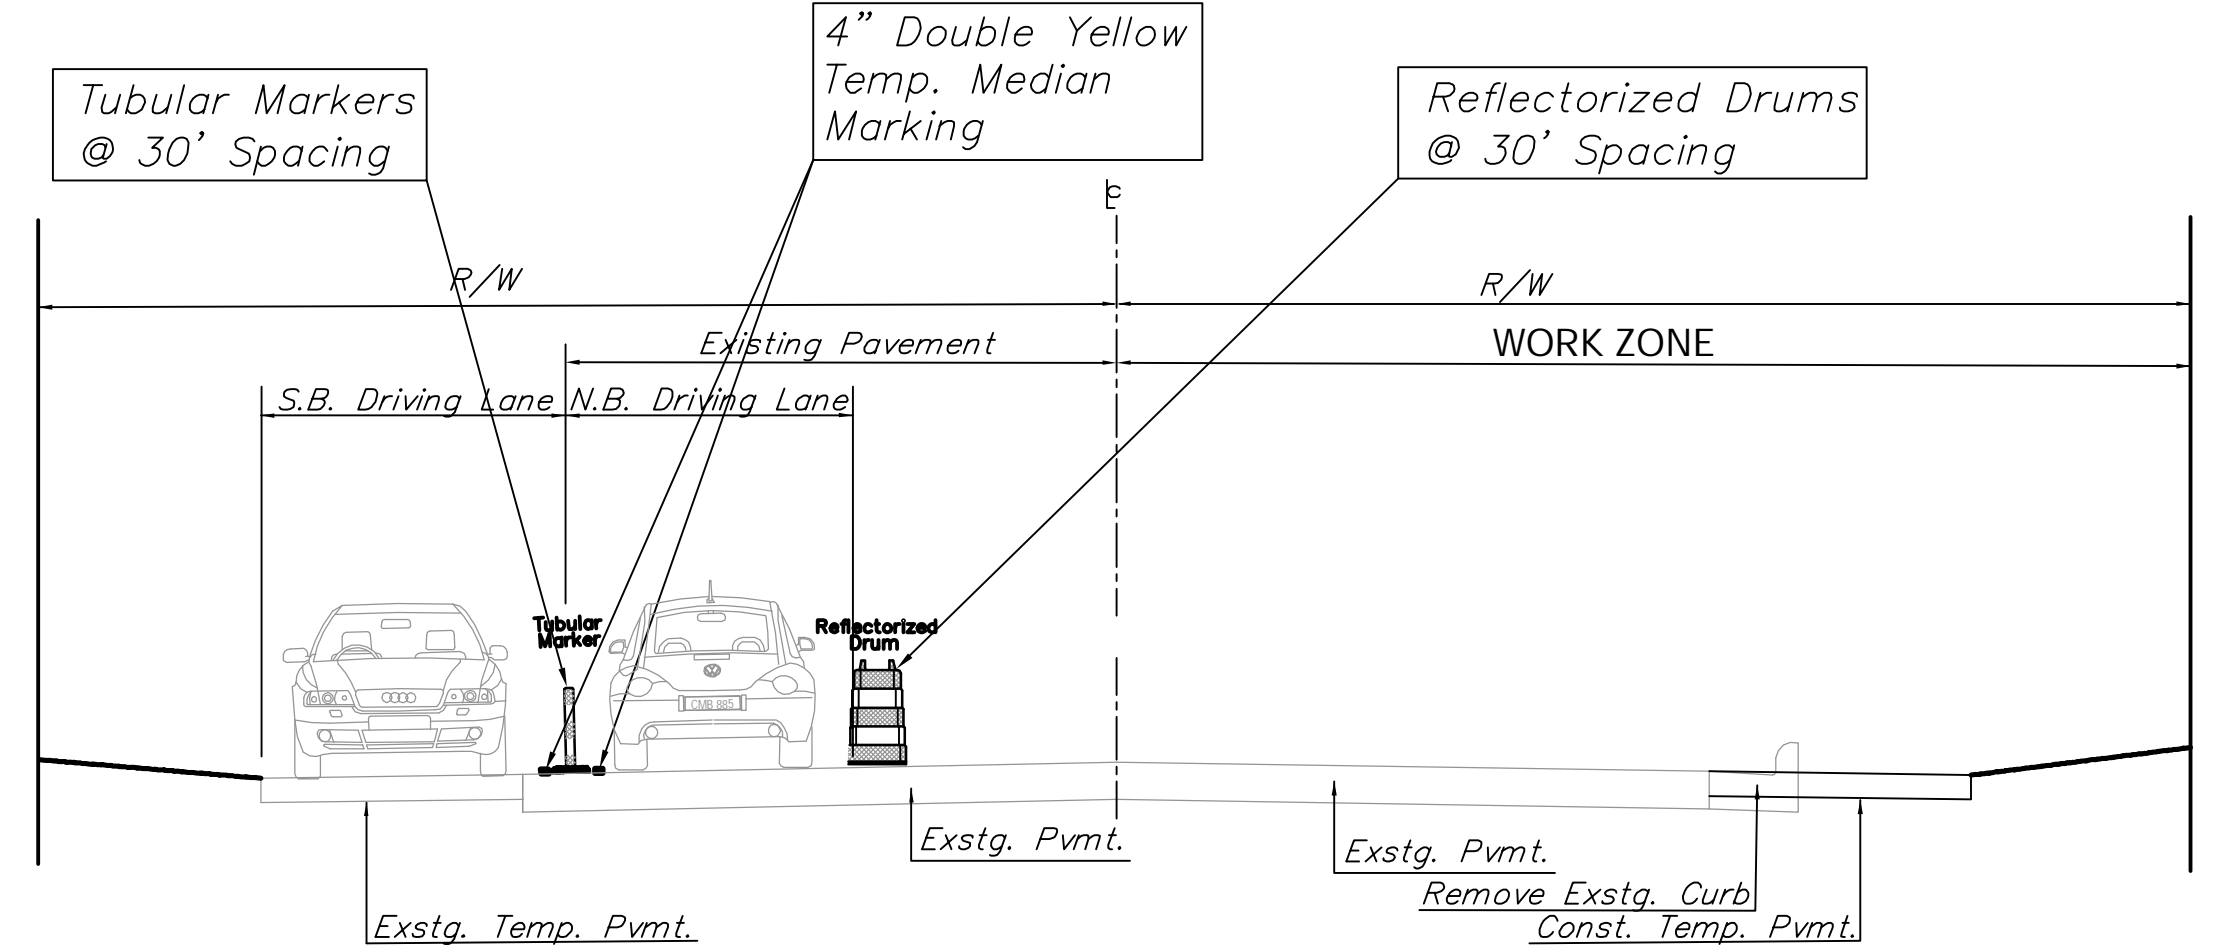 4” Double Yellow
Temp. Median
Marking
Tubular Markers
@ 30’ Spacing
Reflectorized Drums
@ 30’ Spacing
CL
R/W
R/W
Existing Pavement
WORK ZONE
S.B. Driving Lane
N.B. Driving Lane
Tubular
Marker
Reflectorized
Drum
CMB 885
Exstg. Pvmt.
Exstg. Pvmt.
Remove Exstg. Curb
Exstg. Temp. Pvmt.
Const. Temp. Pvmt.